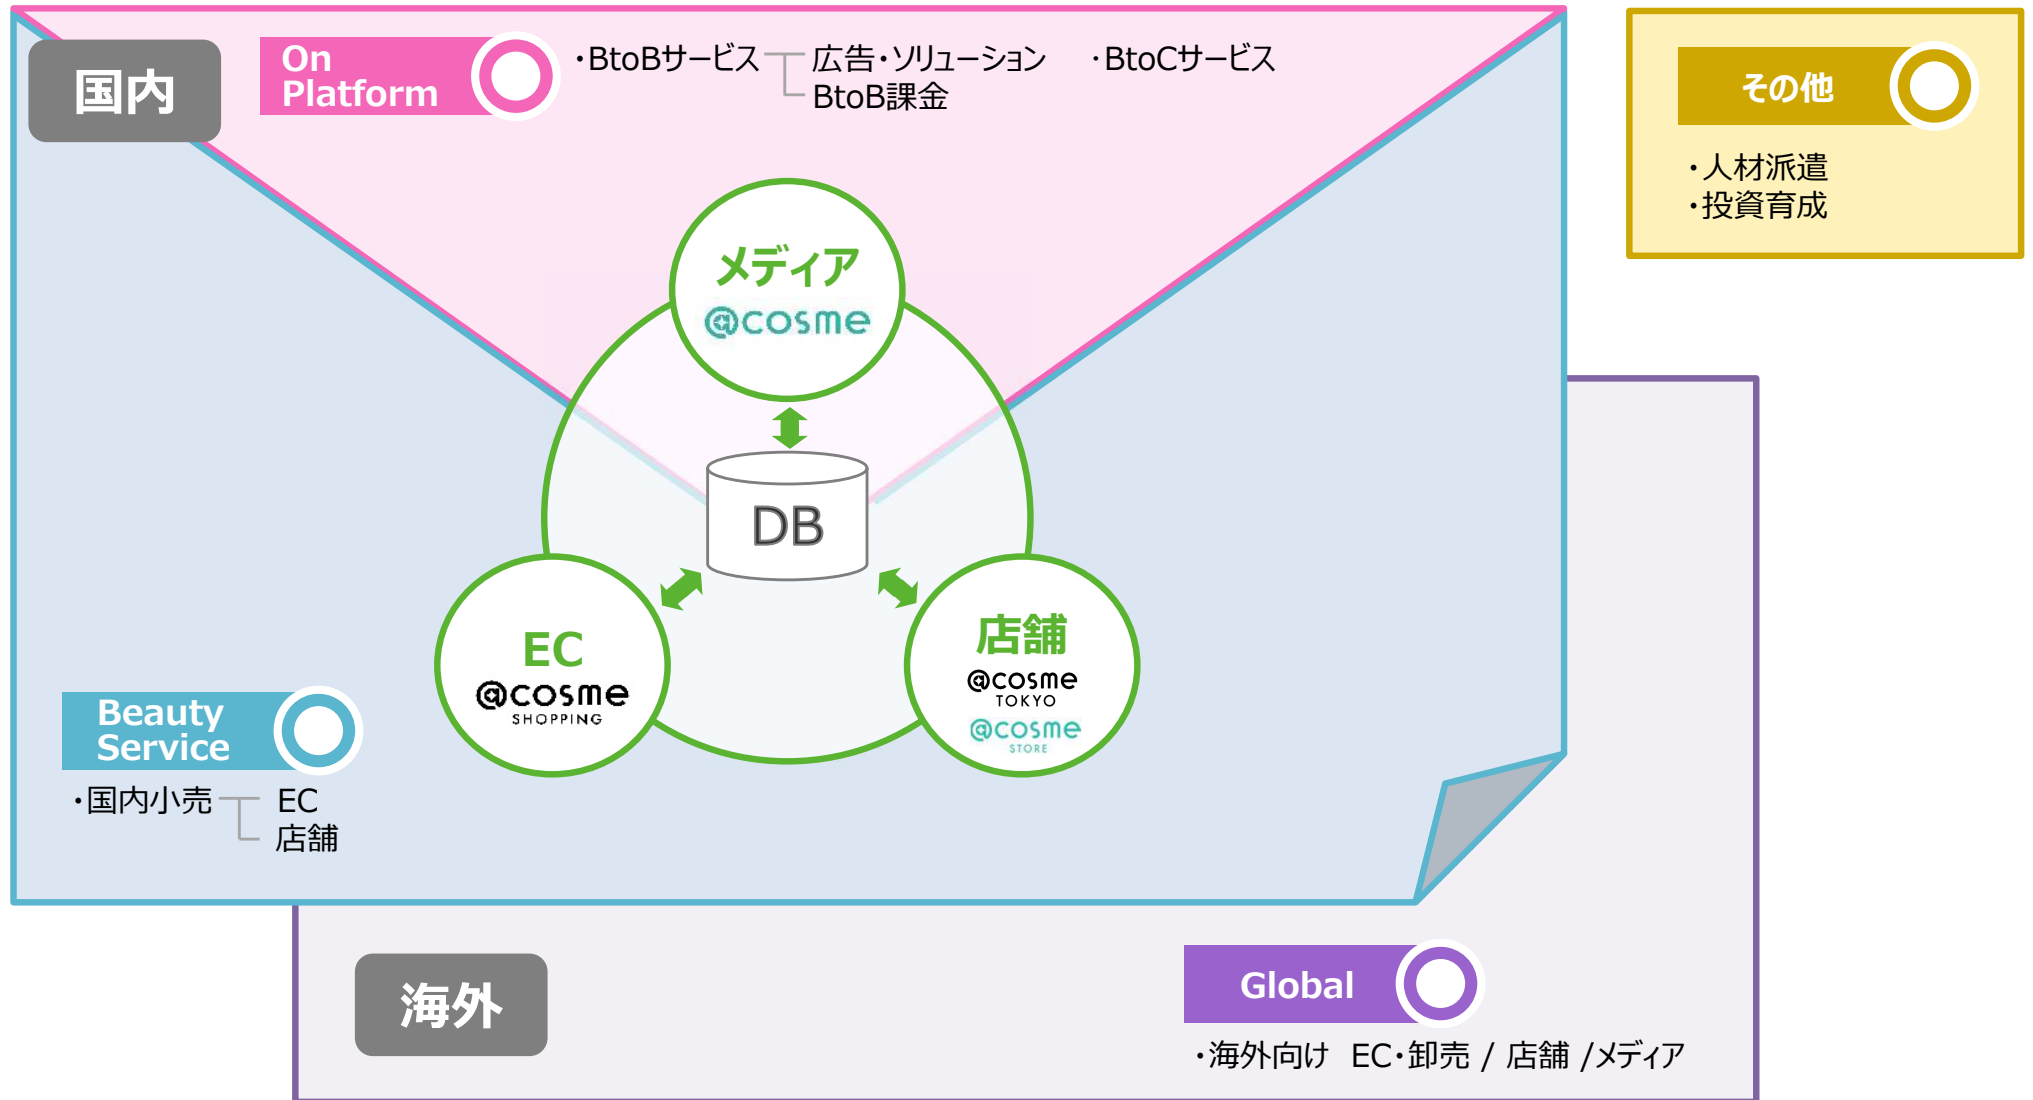 国内
On
Platform
・BtoBサービス 広告・ソリューション ・BtoCサービス
BtoB課金
その他
・人材派遣
・投資育成
メディア
@cosme
DB
EC
@cosme
SHOPPING
店舗
@cosme
TOKYO
@cosme
STORE
Beauty
Service
・国内小売 EC
店舗
海外
Global
・海外向け EC・卸売 / 店舗 /メディア